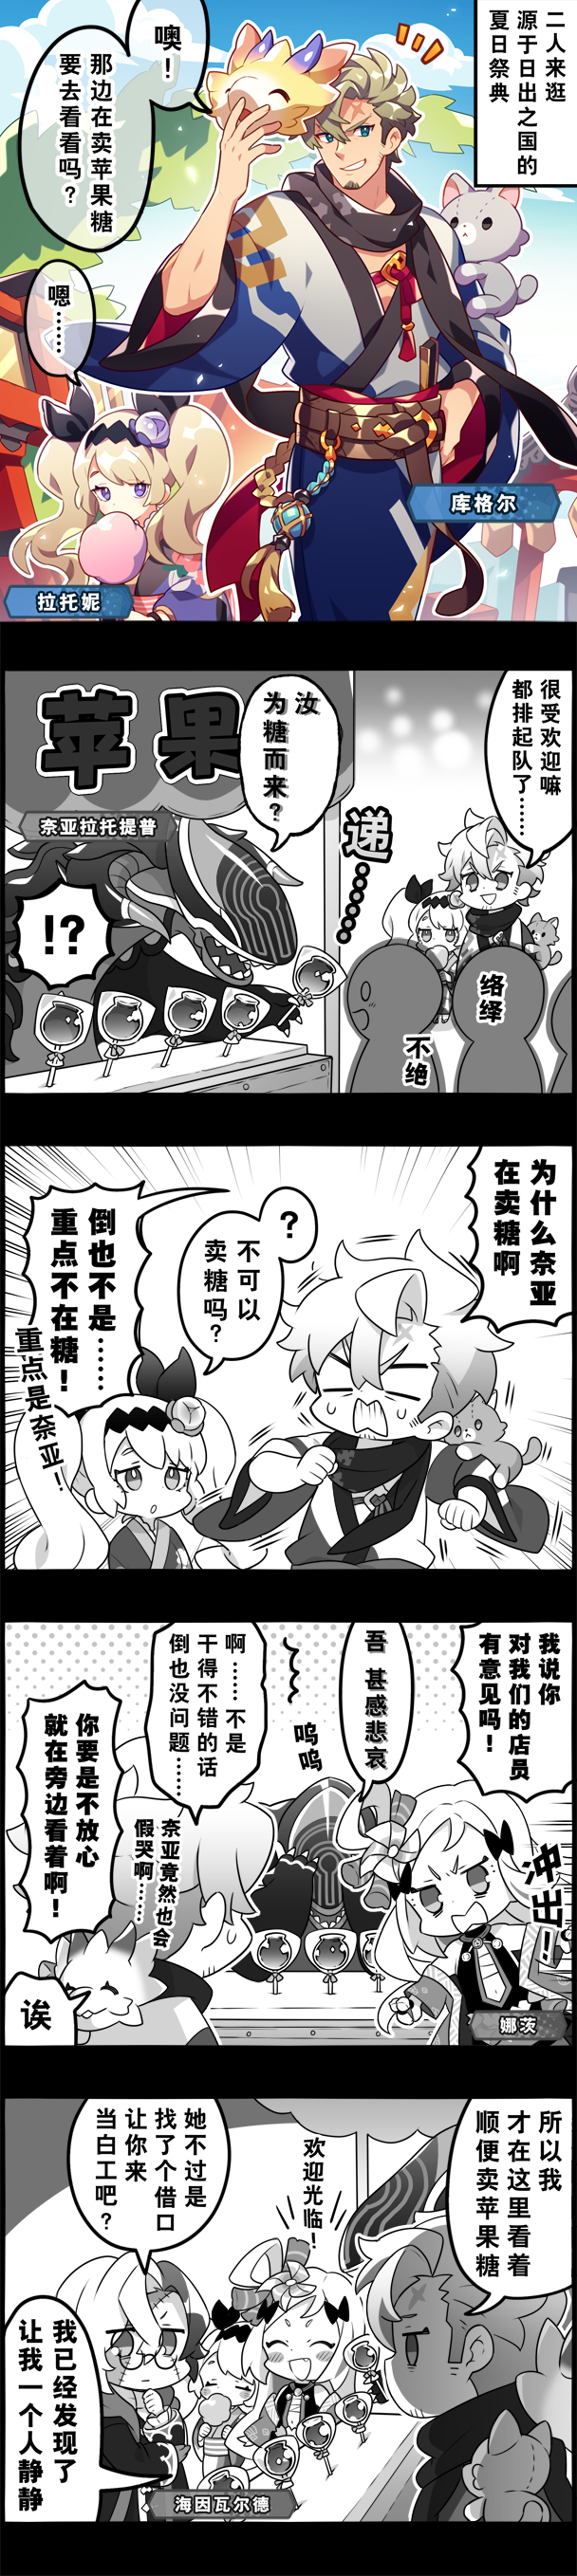 二人来逛
源于日出之国的
夏日祭典
噢！
那边在卖苹果糖
要去看看吗？
嗯……
库格尔
拉托妮
很受欢迎嘛
都排起队了……
苹果
汝
为糖而来？
奈亚拉托提普
递…………
!?
络绎
不绝
为什么奈亚
在卖糖啊
？
不可以
卖糖吗？
倒也不是……
重点不在糖！
重点是奈亚！
我说你
对我们的店员
有意见吗！
冲出！
娜茨
吾 甚感悲哀
呜呜
啊……不是
干得不错的话
倒也没问题……
奈亚竟然也会
假哭啊……
你要是不放心
就在旁边看着啊！
诶
所以我
才在这里看着
顺便卖苹果糖
欢迎光临！
她不过是
找了个借口
让你来
当白工吧？
我已经发现了
让我一个人静静
海因瓦尔德